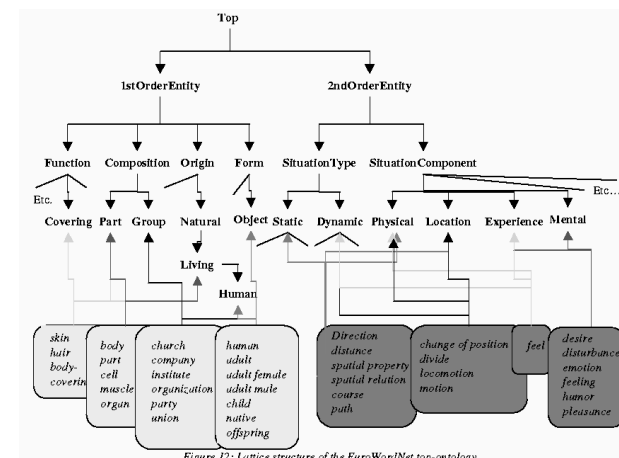 Top
1stOrderEntity 2ndOrderEntity
Function Composition Origin Form SituationType SituationComponent
Etc. Etc...
Covering Part Group Natural Object Static Dynamic Physical Location Experience Mental
Living
Human
skin
hair
body-
coverin
body
part
cell
muscle
organ
church
company
institute
organization
party
union
human
adult
adult female
adult male
child
native
offspring
Direction
distance
spatial property
spatial relation
course
path
change of position
divide
locomotion
motion
feel
desire
disturbance
emotion
feeling
humor
pleasance
Figure 12: Lattice structure of the EuroWordNet top-ontology